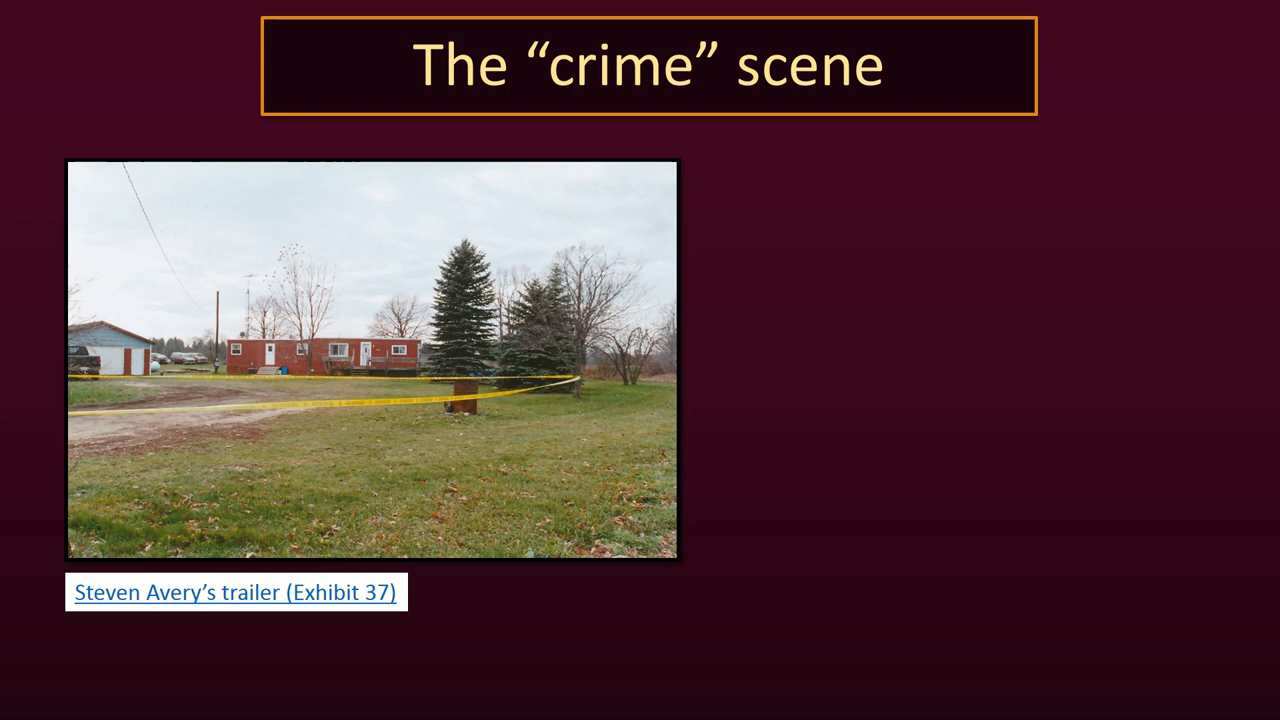 The “crime” scene
Steven Avery’s trailer (Exhibit 37)